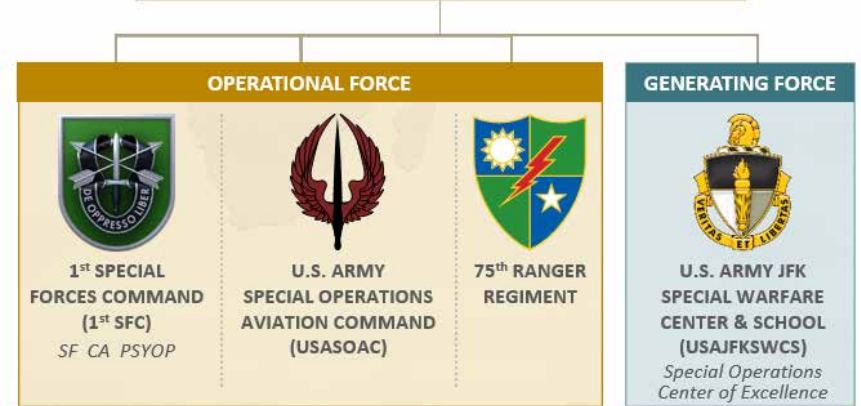 OPERATIONAL FORCE
DE OPPRESSO LIBER
1st SPECIAL
FORCES COMMAND
(1st SFC)
SF CA PSYOP
U.S. ARMY
SPECIAL OPERATIONS
AVIATION COMMAND
(USASOAC)
75th RANGER
REGIMENT
GENERATING FORCE
VERITAS ET LIBERTAS
U.S. ARMY JFK
SPECIAL WARFARE
CENTER & SCHOOL
(USAJFKSWCS)
Special Operations
Center of Excellence